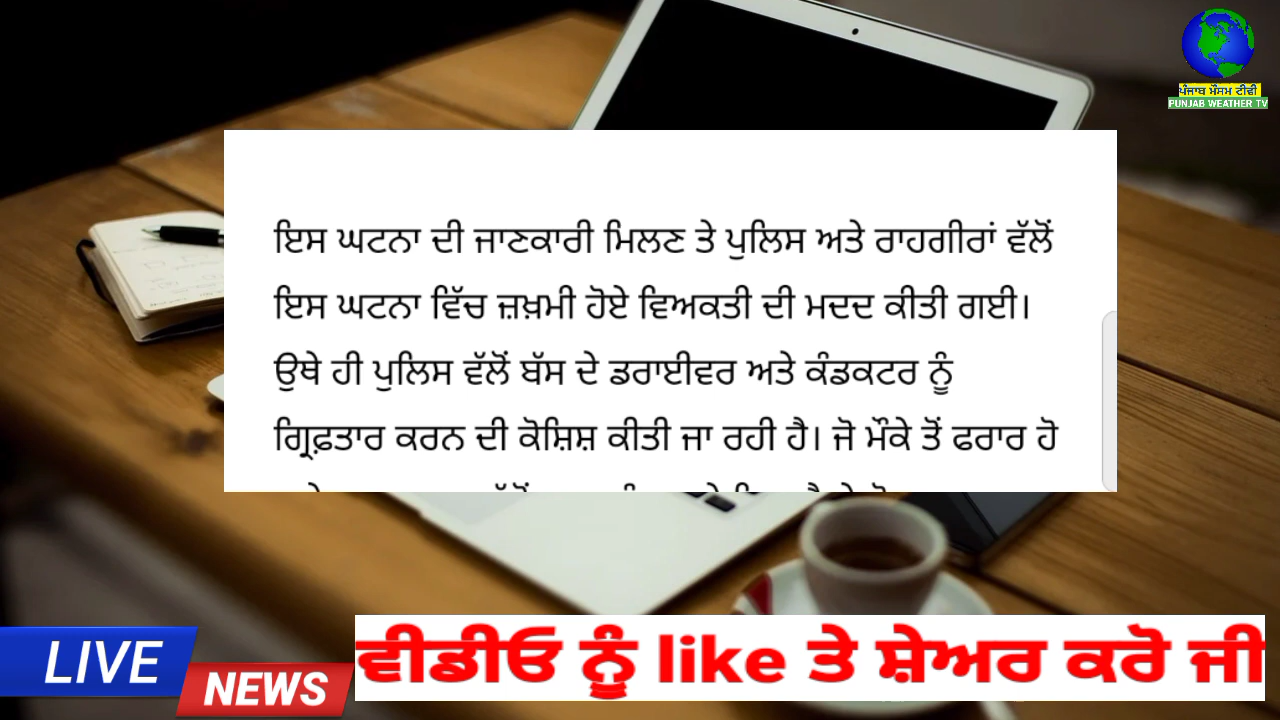 ਪੰਜਾਬ ਮੌਸਮ ਟੀਵੀ
PUNJAB WEATHER TV
ਇਸ ਘਟਨਾ ਦੀ ਜਾਣਕਾਰੀ ਮਿਲਣ ਤੇ ਪੁਲਿਸ ਅਤੇ ਰਾਹਗੀਰਾਂ ਵੱਲੋਂ
ਇਸ ਘਟਨਾ ਵਿੱਚ ਜ਼ਖ਼ਮੀ ਹੋਏ ਵਿਅਕਤੀ ਦੀ ਮਦਦ ਕੀਤੀ ਗਈ।
ਉਥੇ ਹੀ ਪੁਲਿਸ ਵੱਲੋਂ ਬੱਸ ਦੇ ਡਰਾਈਵਰ ਅਤੇ ਕੰਡਕਟਰ ਨੂੰ
ਗ੍ਰਿਫ਼ਤਾਰ ਕਰਨ ਦੀ ਕੋਸ਼ਿਸ਼ ਕੀਤੀ ਜਾ ਰਹੀ ਹੈ। ਜੋ ਮੌਕੇ ਤੋਂ ਫਰਾਰ ਹੋ
LIVE
NEWS
ਵੀਡੀਓ ਨੂੰ like ਤੇ ਸ਼ੇਅਰ ਕਰੋ ਜੀ